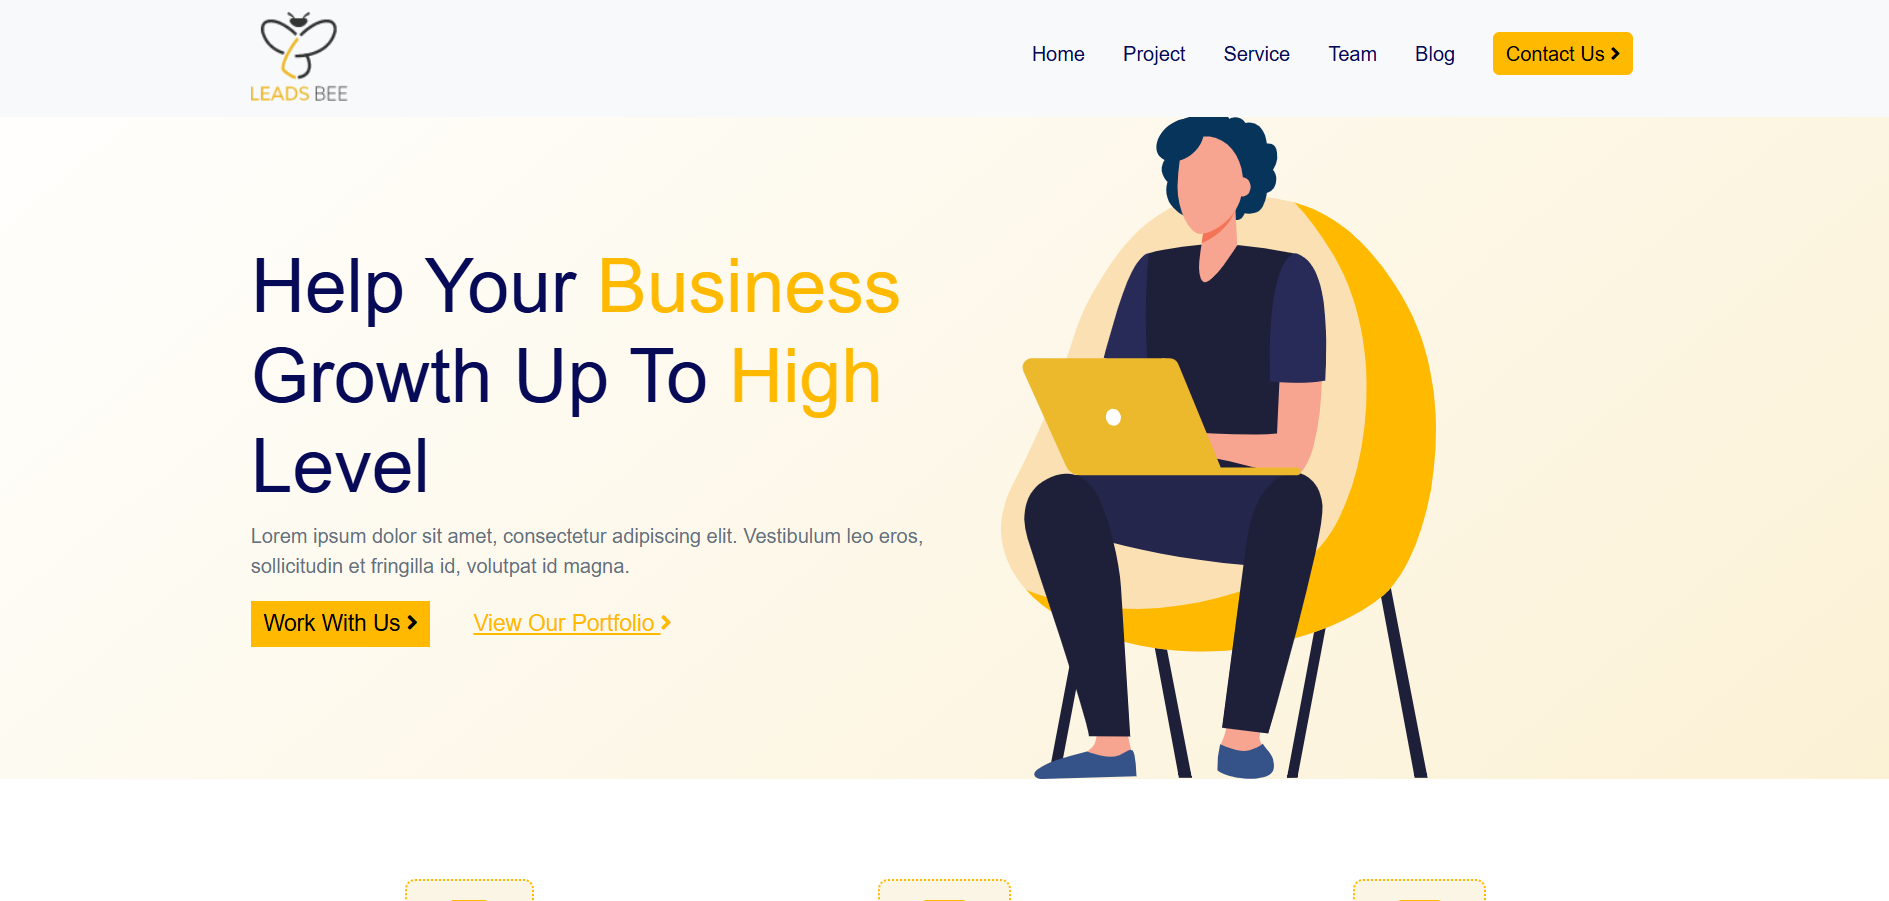 LEADS BEE
Home Project Service Team Blog Contact Us
Help Your Business
Growth Up To High
Level
Lorem ipsum dolor sit amet, consectetur adipiscing elit. Vestibulum leo eros,
sollicitudin et fringilla id, volutpat id magna.
Work With Us
View Our Portfolio